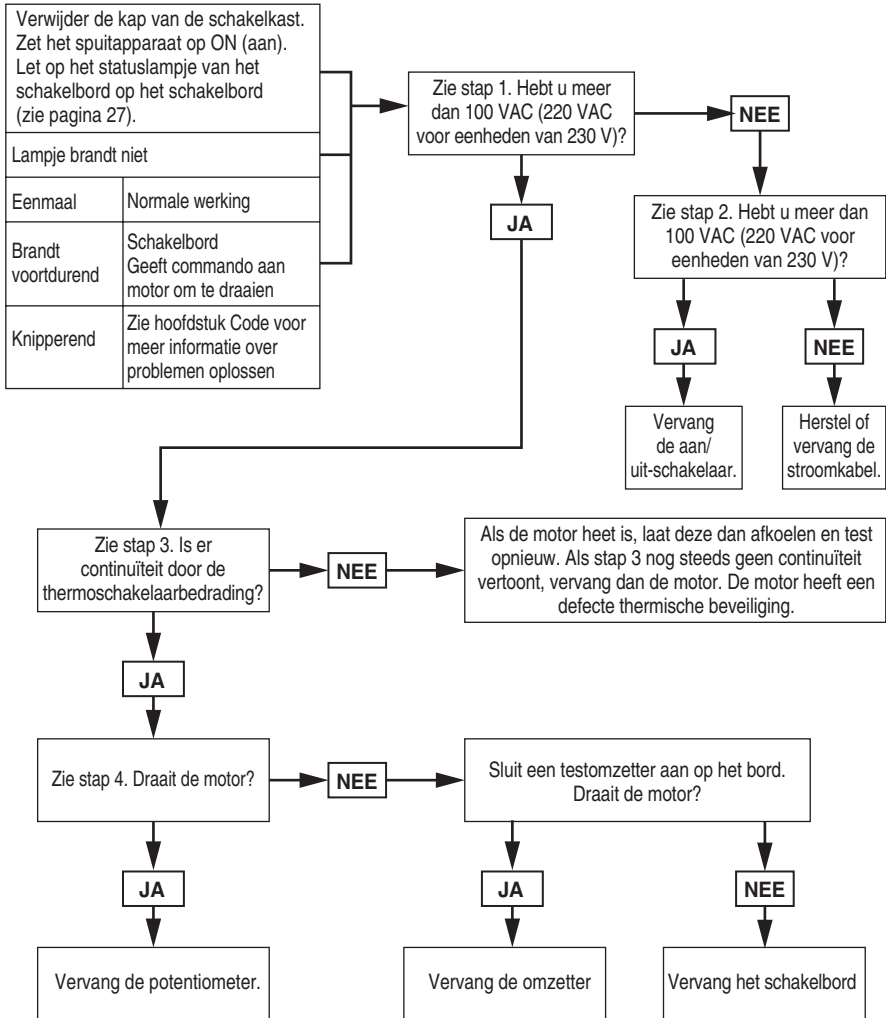 Verwijder de kap van de schakelkast.
Zet het spuitapparaat op ON (aan).
Let op het statuslampje van het
schakelbord op het schakelbord
(zie pagina 27).
Lampje brandt niet
Eenmaal
Normale werking
Brandt
voortdurend
Schakelbord
Geeft commando aan
motor om te draaien
Knipperend
Zie hoofdstuk Code voor
meer informatie over
problemen oplossen
Zie stap 1. Hebt u meer
dan 100 VAC (220 VAC
voor eenheden van 230 V)?
NEE
JA
Zie stap 2. Hebt u meer dan
100 VAC (220 VAC voor
eenheden van 230 V)?
JA
NEE
Vervang
de aan/
uit-schakelaar.
Herstel of
vervang de
stroomkabel.
Zie stap 3. Is er
continuïteit door de
thermoschakelaarbedrading?
NEE
Als de motor heet is, laat deze dan afkoelen en test
opnieuw. Als stap 3 nog steeds geen continuïteit
vertoont, vervang dan de motor. De motor heeft een
defecte thermische beveiliging.
JA
Zie stap 4. Draait de motor?
NEE
Sluit een testomzetter aan op het bord.
Draait de motor?
JA
JA
NEE
Vervang de potentiometer.
Vervang de omzetter
Vervang het schakelbord